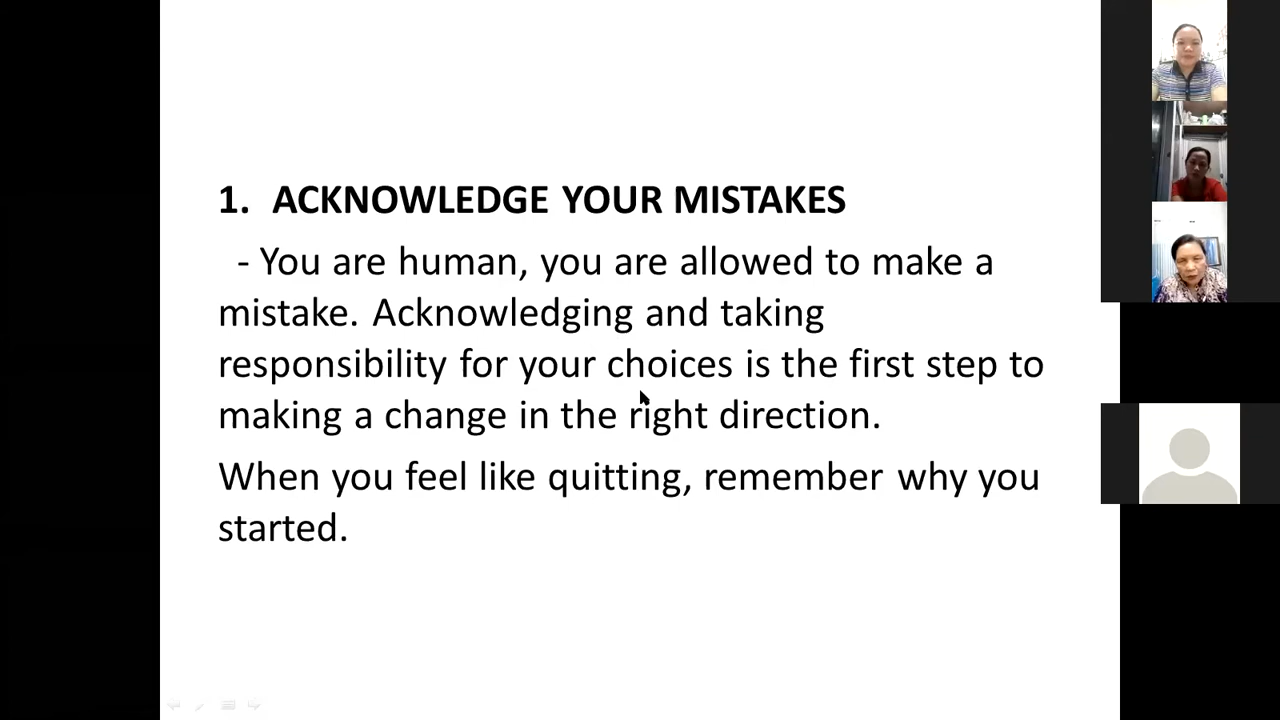 1. ACKNOWLEDGE YOUR MISTAKES
- You are human, you are allowed to make a
mistake. Acknowledging and taking
responsibility for your choices is the first step to
making a change in the right direction.
When you feel like quitting, remember why you
started.